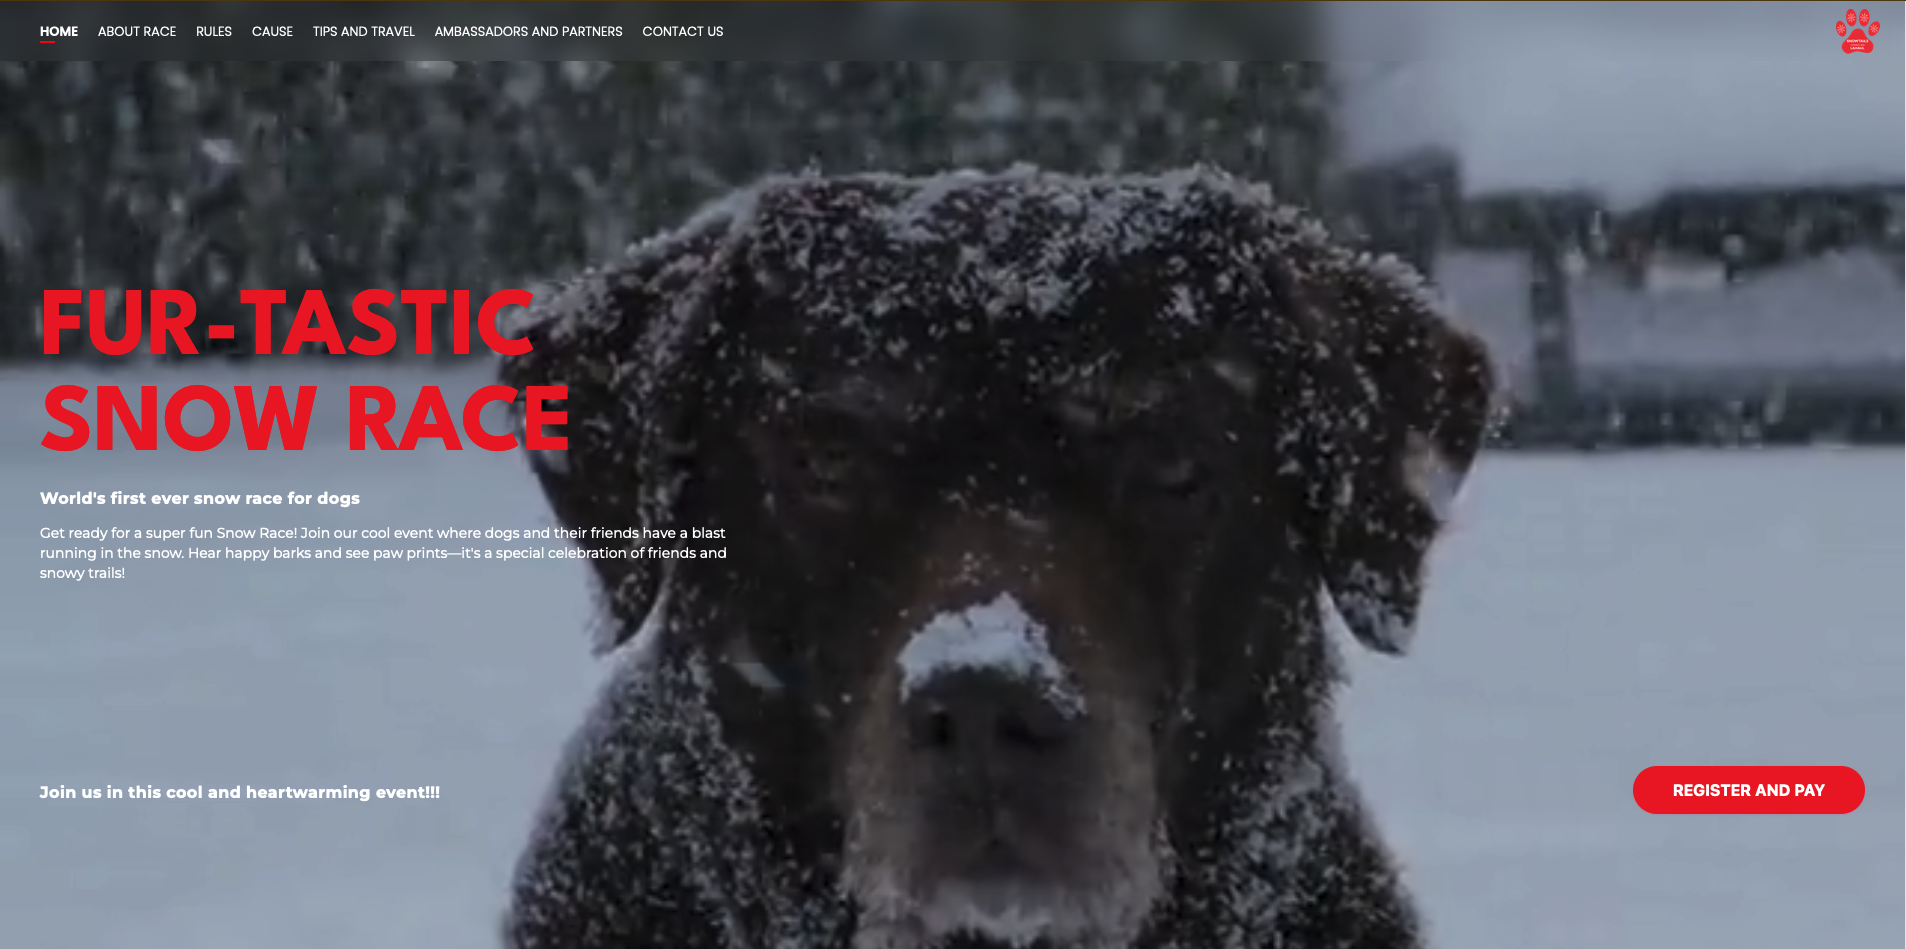 HOME ABOUT RACE RULES CAUSE TIPS AND TRAVEL AMBASSADORS AND PARTNERS CONTACT US
FUR-TASTIC
SNOW RACE
World's first ever snow race for dogs
Get ready for a super fun Snow Race! Join our cool event where dogs and their friends have a blast
running in the snow. Hear happy barks and see paw prints—it's a special celebration of friends and
snowy trails!
Join us in this cool and heartwarming event!!!
REGISTER AND PAY